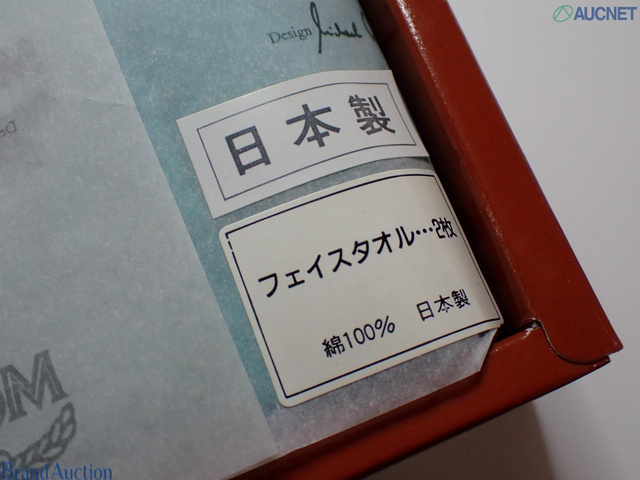 AUCNET
Design Michael
日本製
フェイスタオル…2枚
綿100% 日本製
Brand Auction